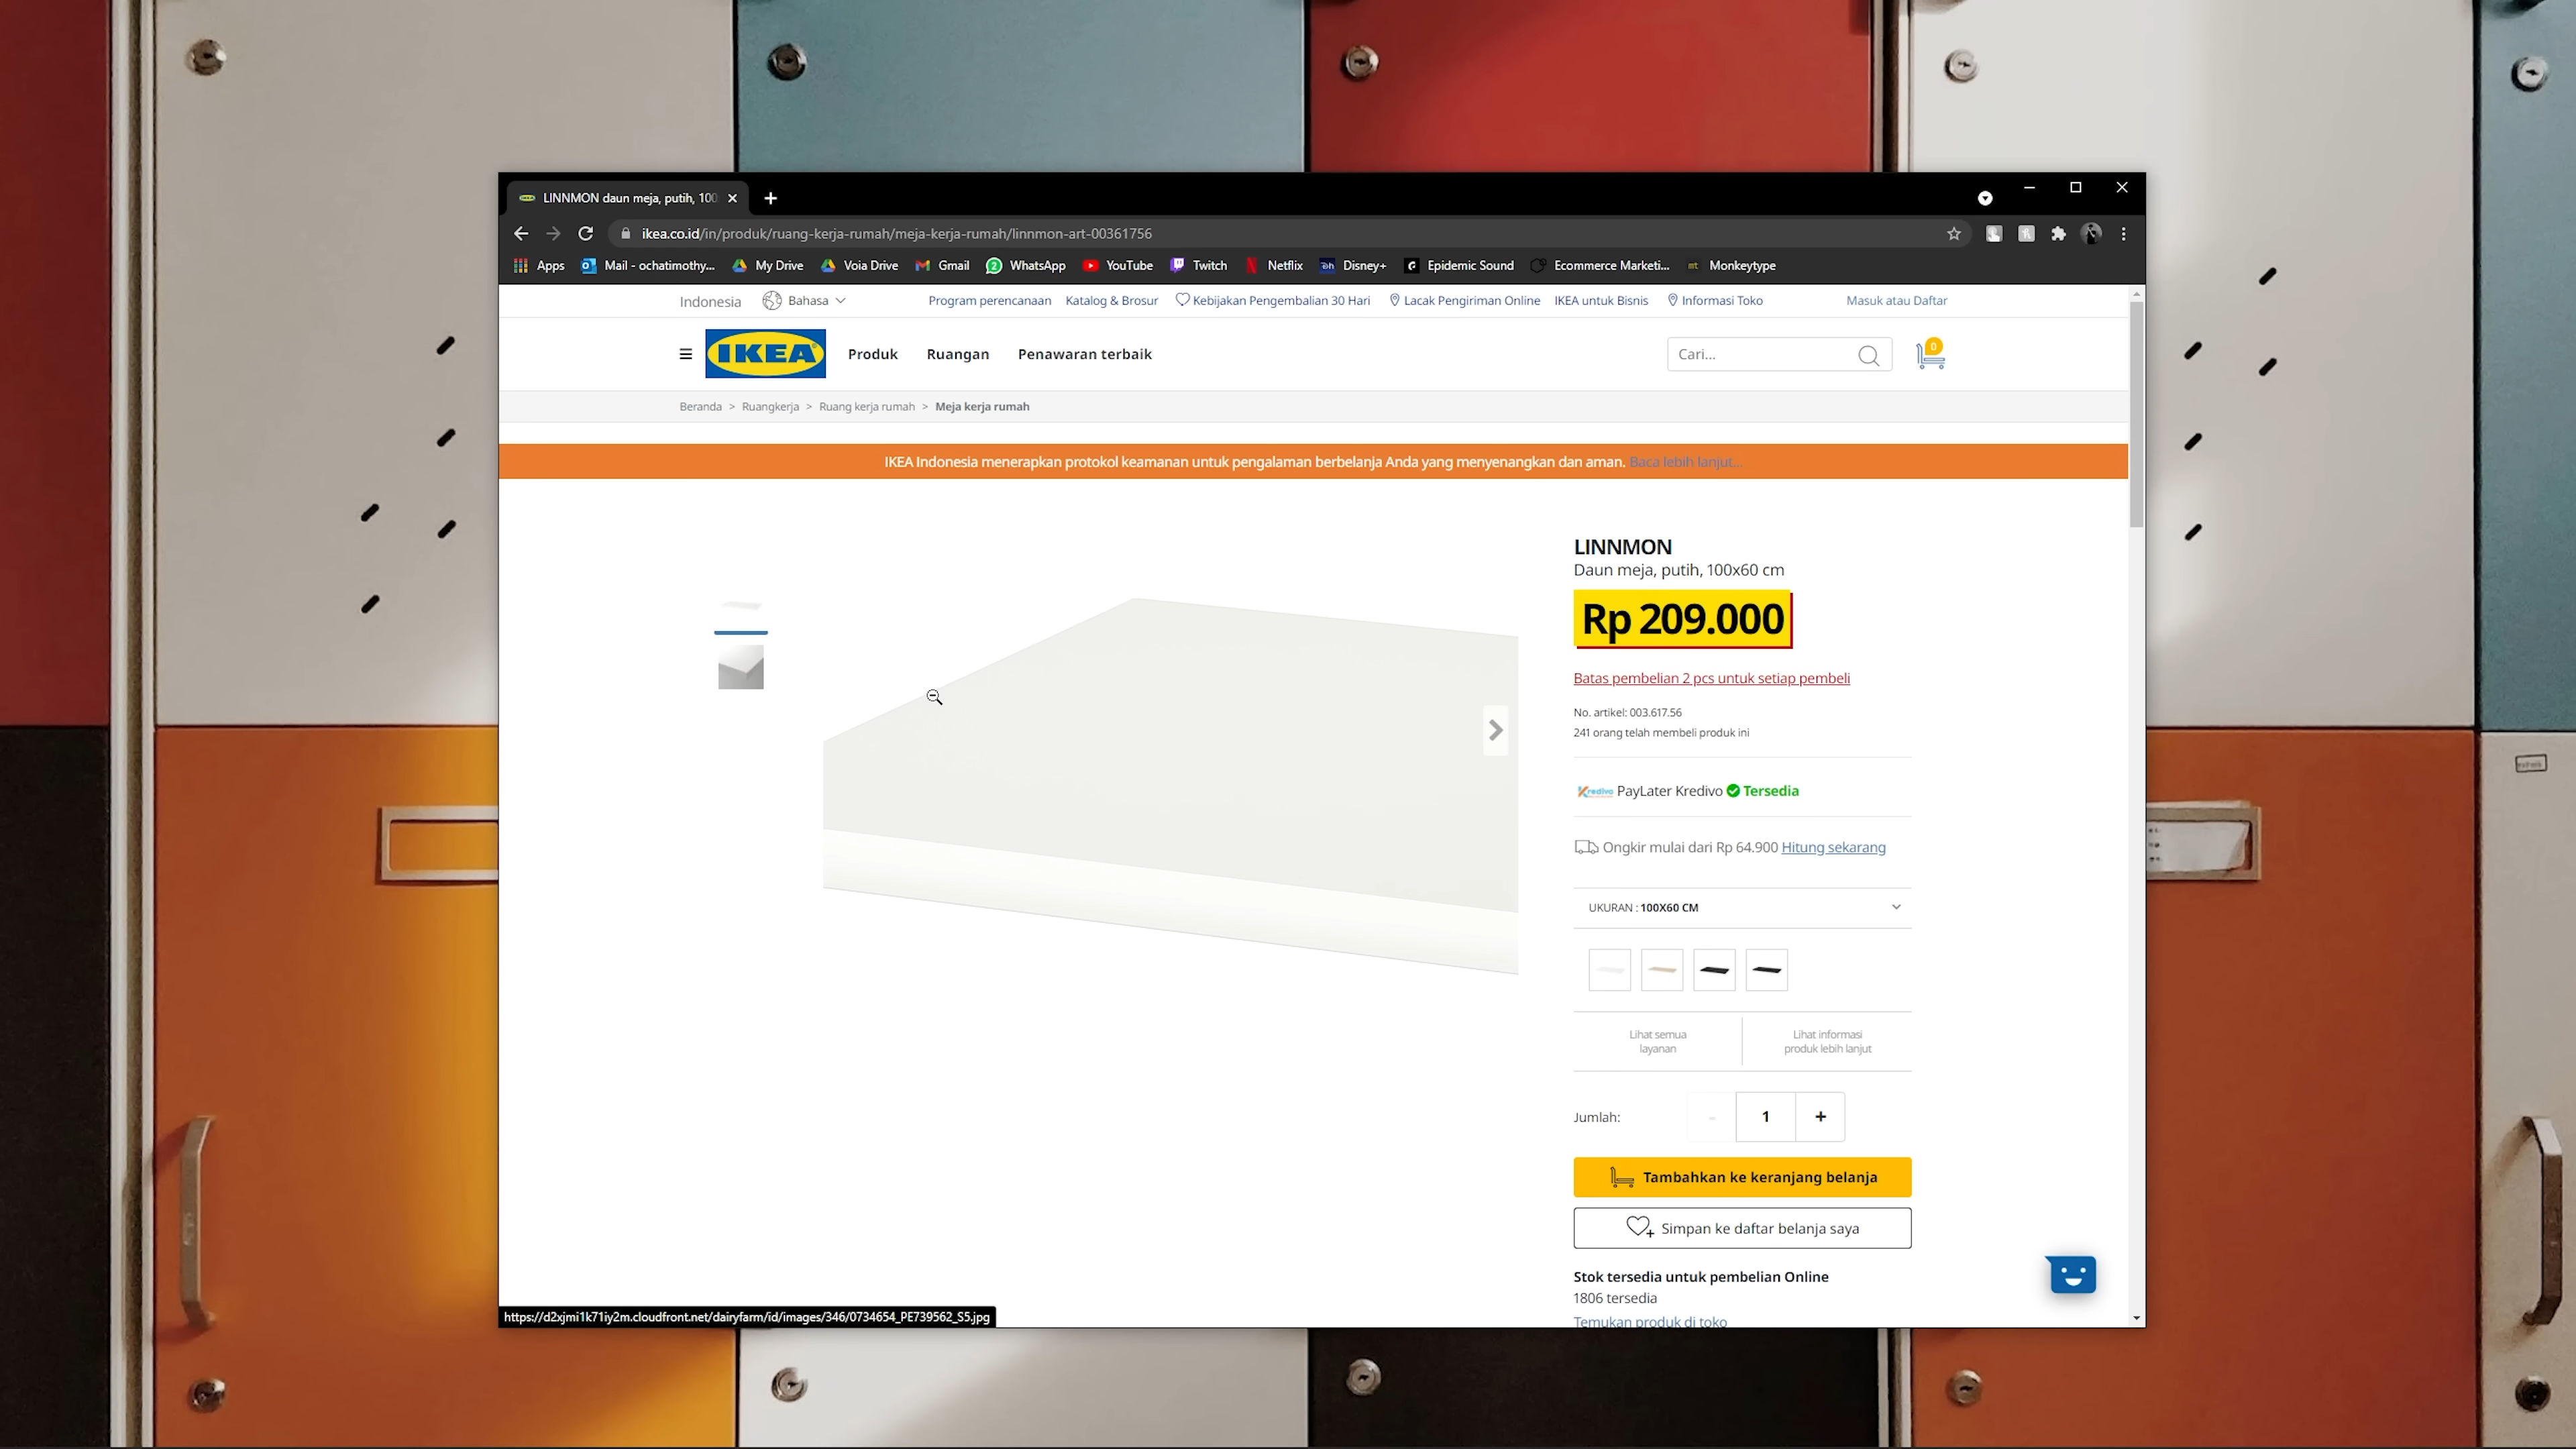 LINNMON daun meja, putih, 100
ikea.co.id/in/produk/ruang-kerja-rumah/meja-kerja-rumah/linnmon-art-00361756
Apps Mail - ochatimothy... My Drive Voia Drive Gmail WhatsApp YouTube Twitch Netflix Disney+ Epidemic Sound Ecommerce Marketi... Monkeytype
Indonesia Bahasa Program perencanaan Katalog & Brosur Kebijakan Pengembalian 30 Hari Lacak Pengiriman Online IKEA untuk Bisnis Informasi Toko Masuk atau Daftar
IKEA Produk Ruangan Penawaran terbaik Cari... 0
Beranda > Ruangkerja > Ruang kerja rumah > Meja kerja rumah
IKEA Indonesia menerapkan protokol keamanan untuk pengalaman berbelanja Anda yang menyenangkan dan aman. Baca lebih lanjut...
LINNMON
Daun meja, putih, 100x60 cm
Rp 209.000
Batas pembelian 2 pcs untuk setiap pembeli
No. artikel: 003.617.56
241 orang telah membeli produk ini
Kredivo PayLater Kredivo Tersedia
Ongkir mulai dari Rp 64.900 Hitung sekarang
UKURAN : 100X60 CM
Lihat semua
layanan
Lihat informasi
produk lebih lanjut
Jumlah: - 1 +
Tambahkan ke keranjang belanja
Simpan ke daftar belanja saya
Stok tersedia untuk pembelian Online
1806 tersedia
Temukan produk di toko
https://d2xjmi1k71iy2m.cloudfront.net/dairyfarm/id/images/346/0734654_PE739562_S5.jpg